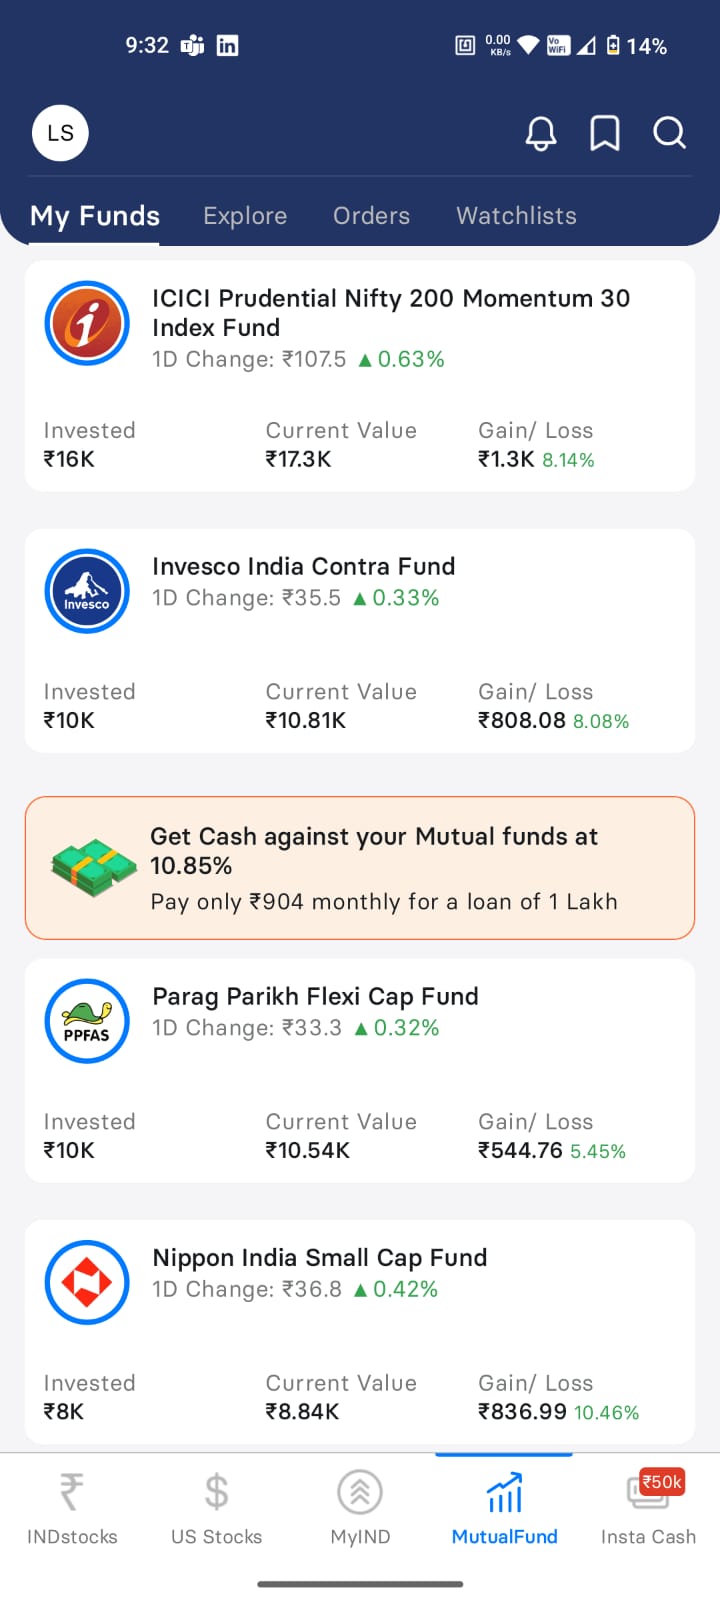 9:32
0.00
KB/s
Vo
WiFi
14%
LS
My Funds Explore Orders Watchlists
ICICI Prudential Nifty 200 Momentum 30
Index Fund
1D Change: ₹107.5 ▲ 0.63%
Invested Current Value Gain/ Loss
₹16K ₹17.3K ₹1.3K 8.14%
Invesco
Invesco India Contra Fund
1D Change: ₹35.5 ▲ 0.33%
Invested Current Value Gain/ Loss
₹10K ₹10.81K ₹808.08 8.08%
Get Cash against your Mutual funds at
10.85%
Pay only ₹904 monthly for a loan of 1 Lakh
PPFAS
Parag Parikh Flexi Cap Fund
1D Change: ₹33.3 ▲ 0.32%
Invested Current Value Gain/ Loss
₹10K ₹10.54K ₹544.76 5.45%
Nippon India Small Cap Fund
1D Change: ₹36.8 ▲ 0.42%
Invested Current Value Gain/ Loss
₹8K ₹8.84K ₹836.99 10.46%
₹50k
INDstocks US Stocks MyIND MutualFund Insta Cash